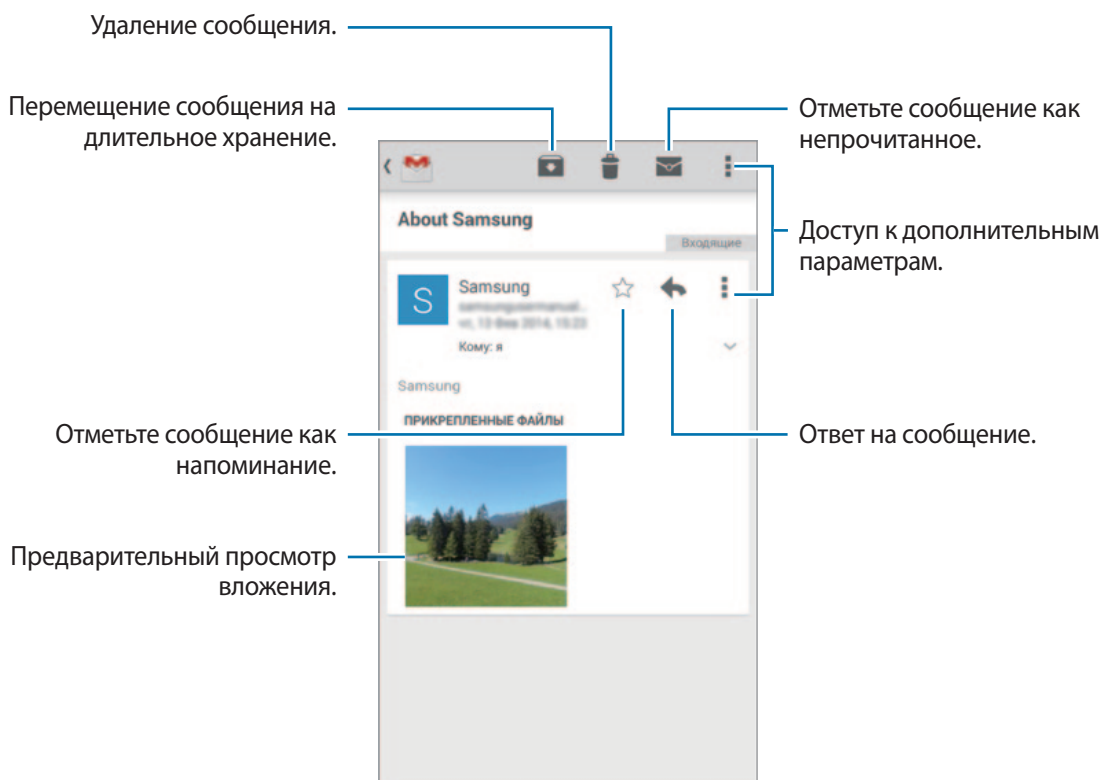 Удаление сообщения.
Перемещение сообщения на
длительное хранение.
Отметьте сообщение как
непрочитанное.
About Samsung
Входящие
Доступ к дополнительным
параметрам.
S
Samsung
Кому: я
Samsung
ПРИКРЕПЛЕННЫЕ ФАЙЛЫ
Отметьте сообщение как
напоминание.
Ответ на сообщение.
Предварительный просмотр
вложения.